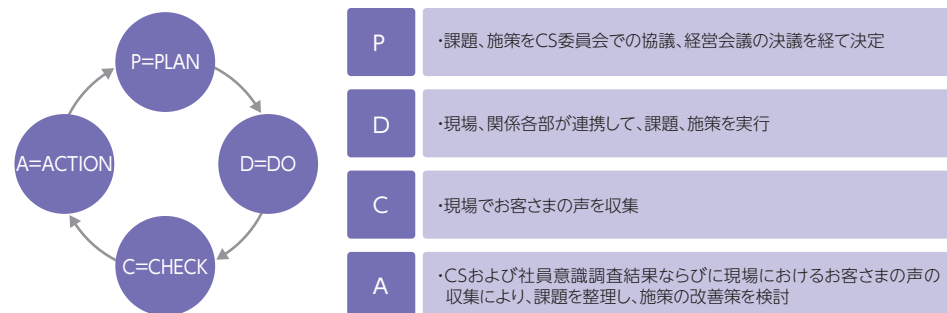 P=PLAN
D=DO
C=CHECK
A=ACTION
P
・課題、施策をCS委員会での協議、経営会議の決議を経て決定
D
・現場、関係各部が連携して、課題、施策を実行
C
・現場でお客さまの声を収集
A
・CSおよび社員意識調査結果ならびに現場におけるお客さまの声の
収集により、課題を整理し、施策の改善策を検討